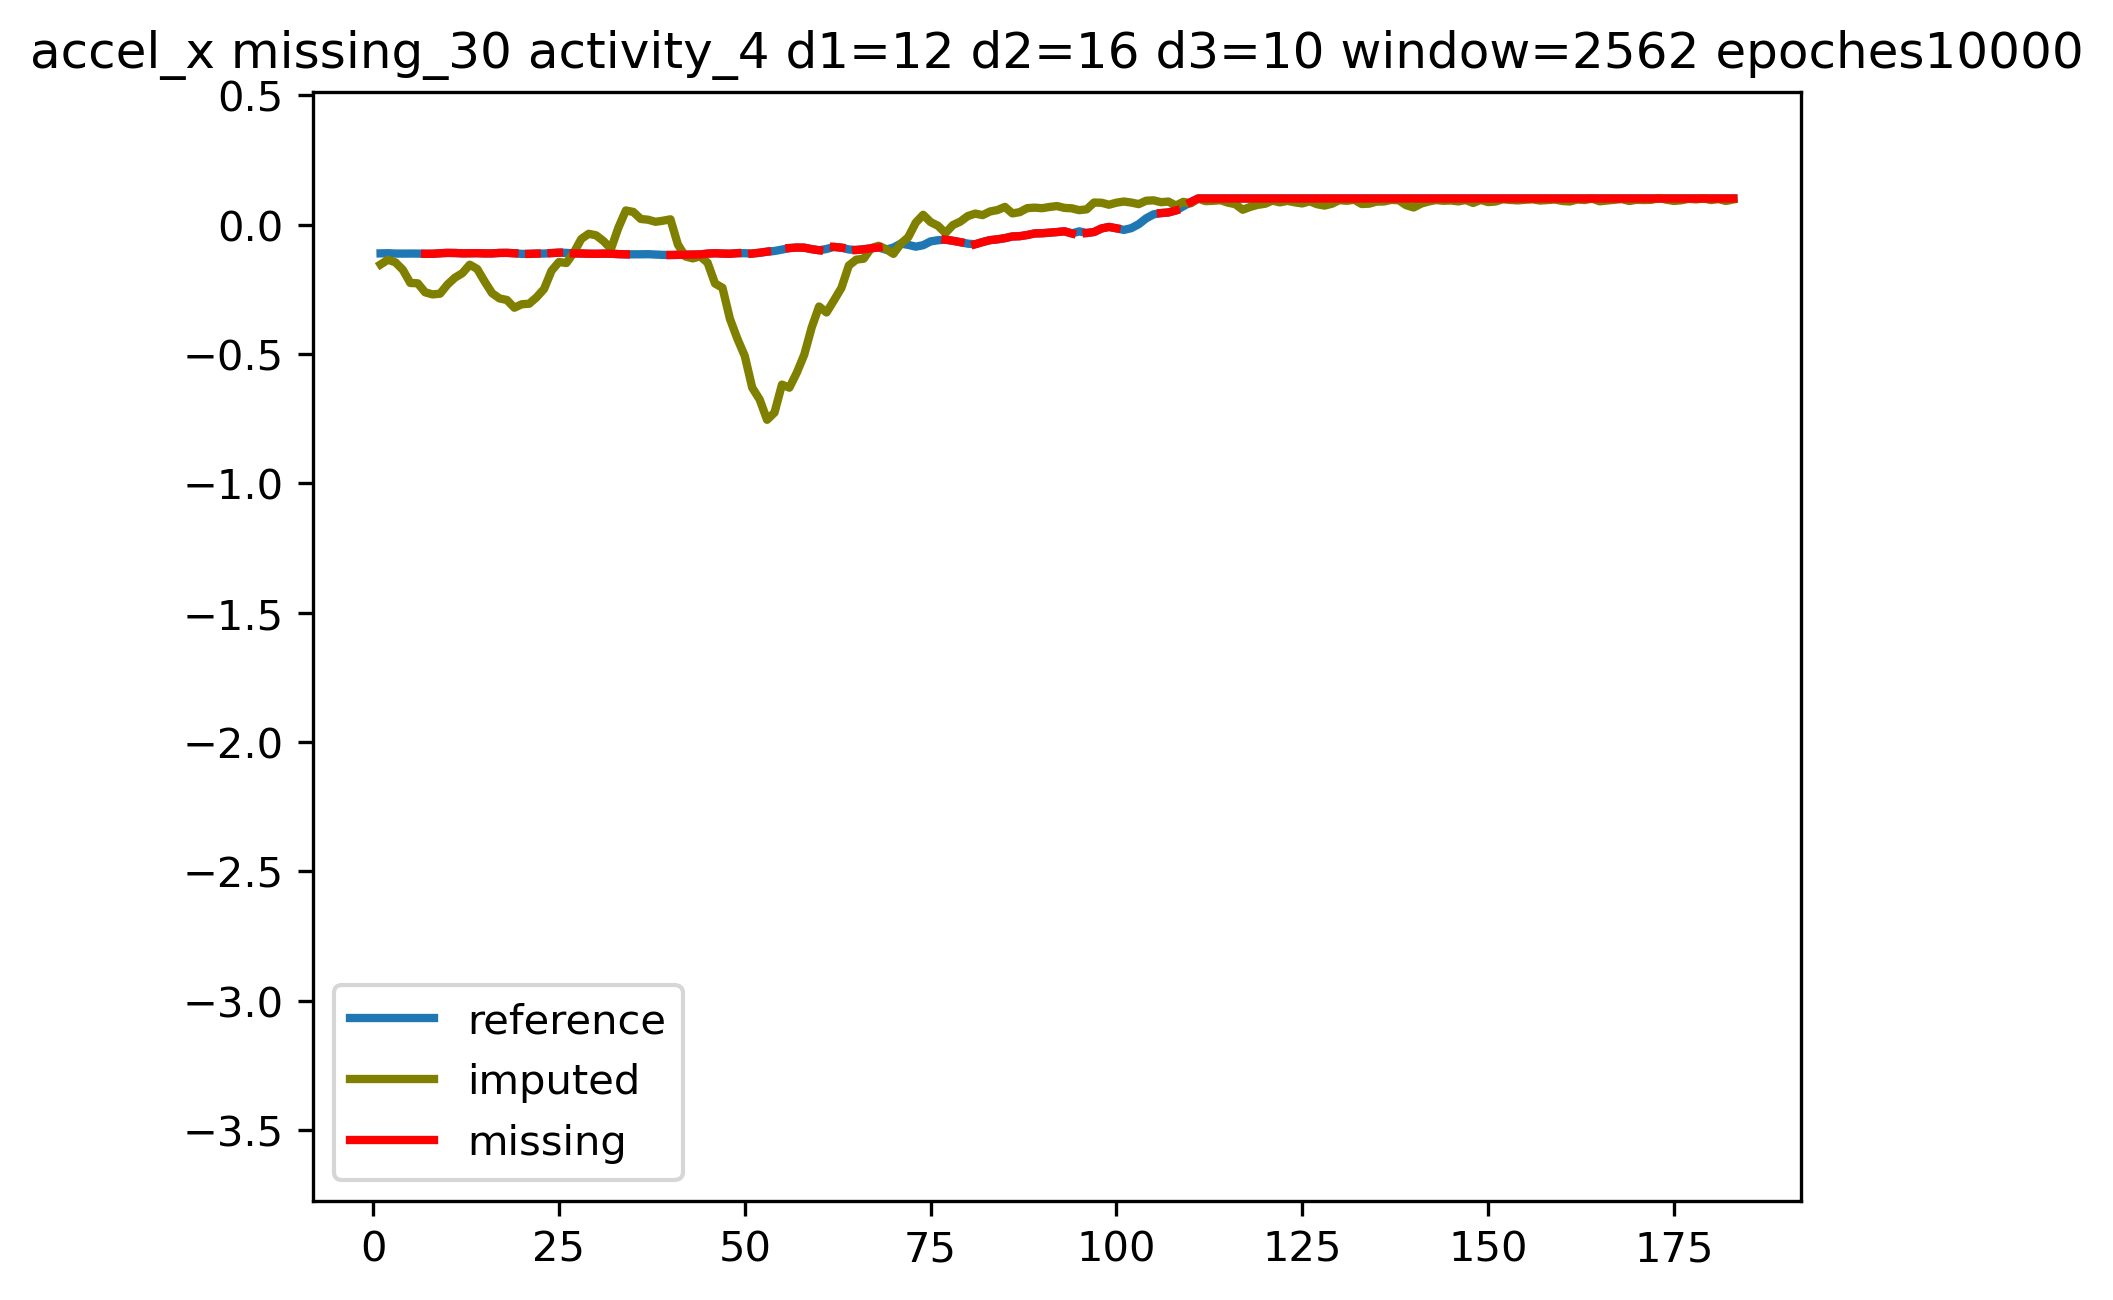 accel_x missing_30 activity_4 d1=12 d2=16 d3=10 window=2562 epoches10000
0.5
0.0
−0.5
−1.0
−1.5
−2.0
−2.5
−3.0
−3.5
reference
imputed
missing
0 25 50 75 100 125 150 175